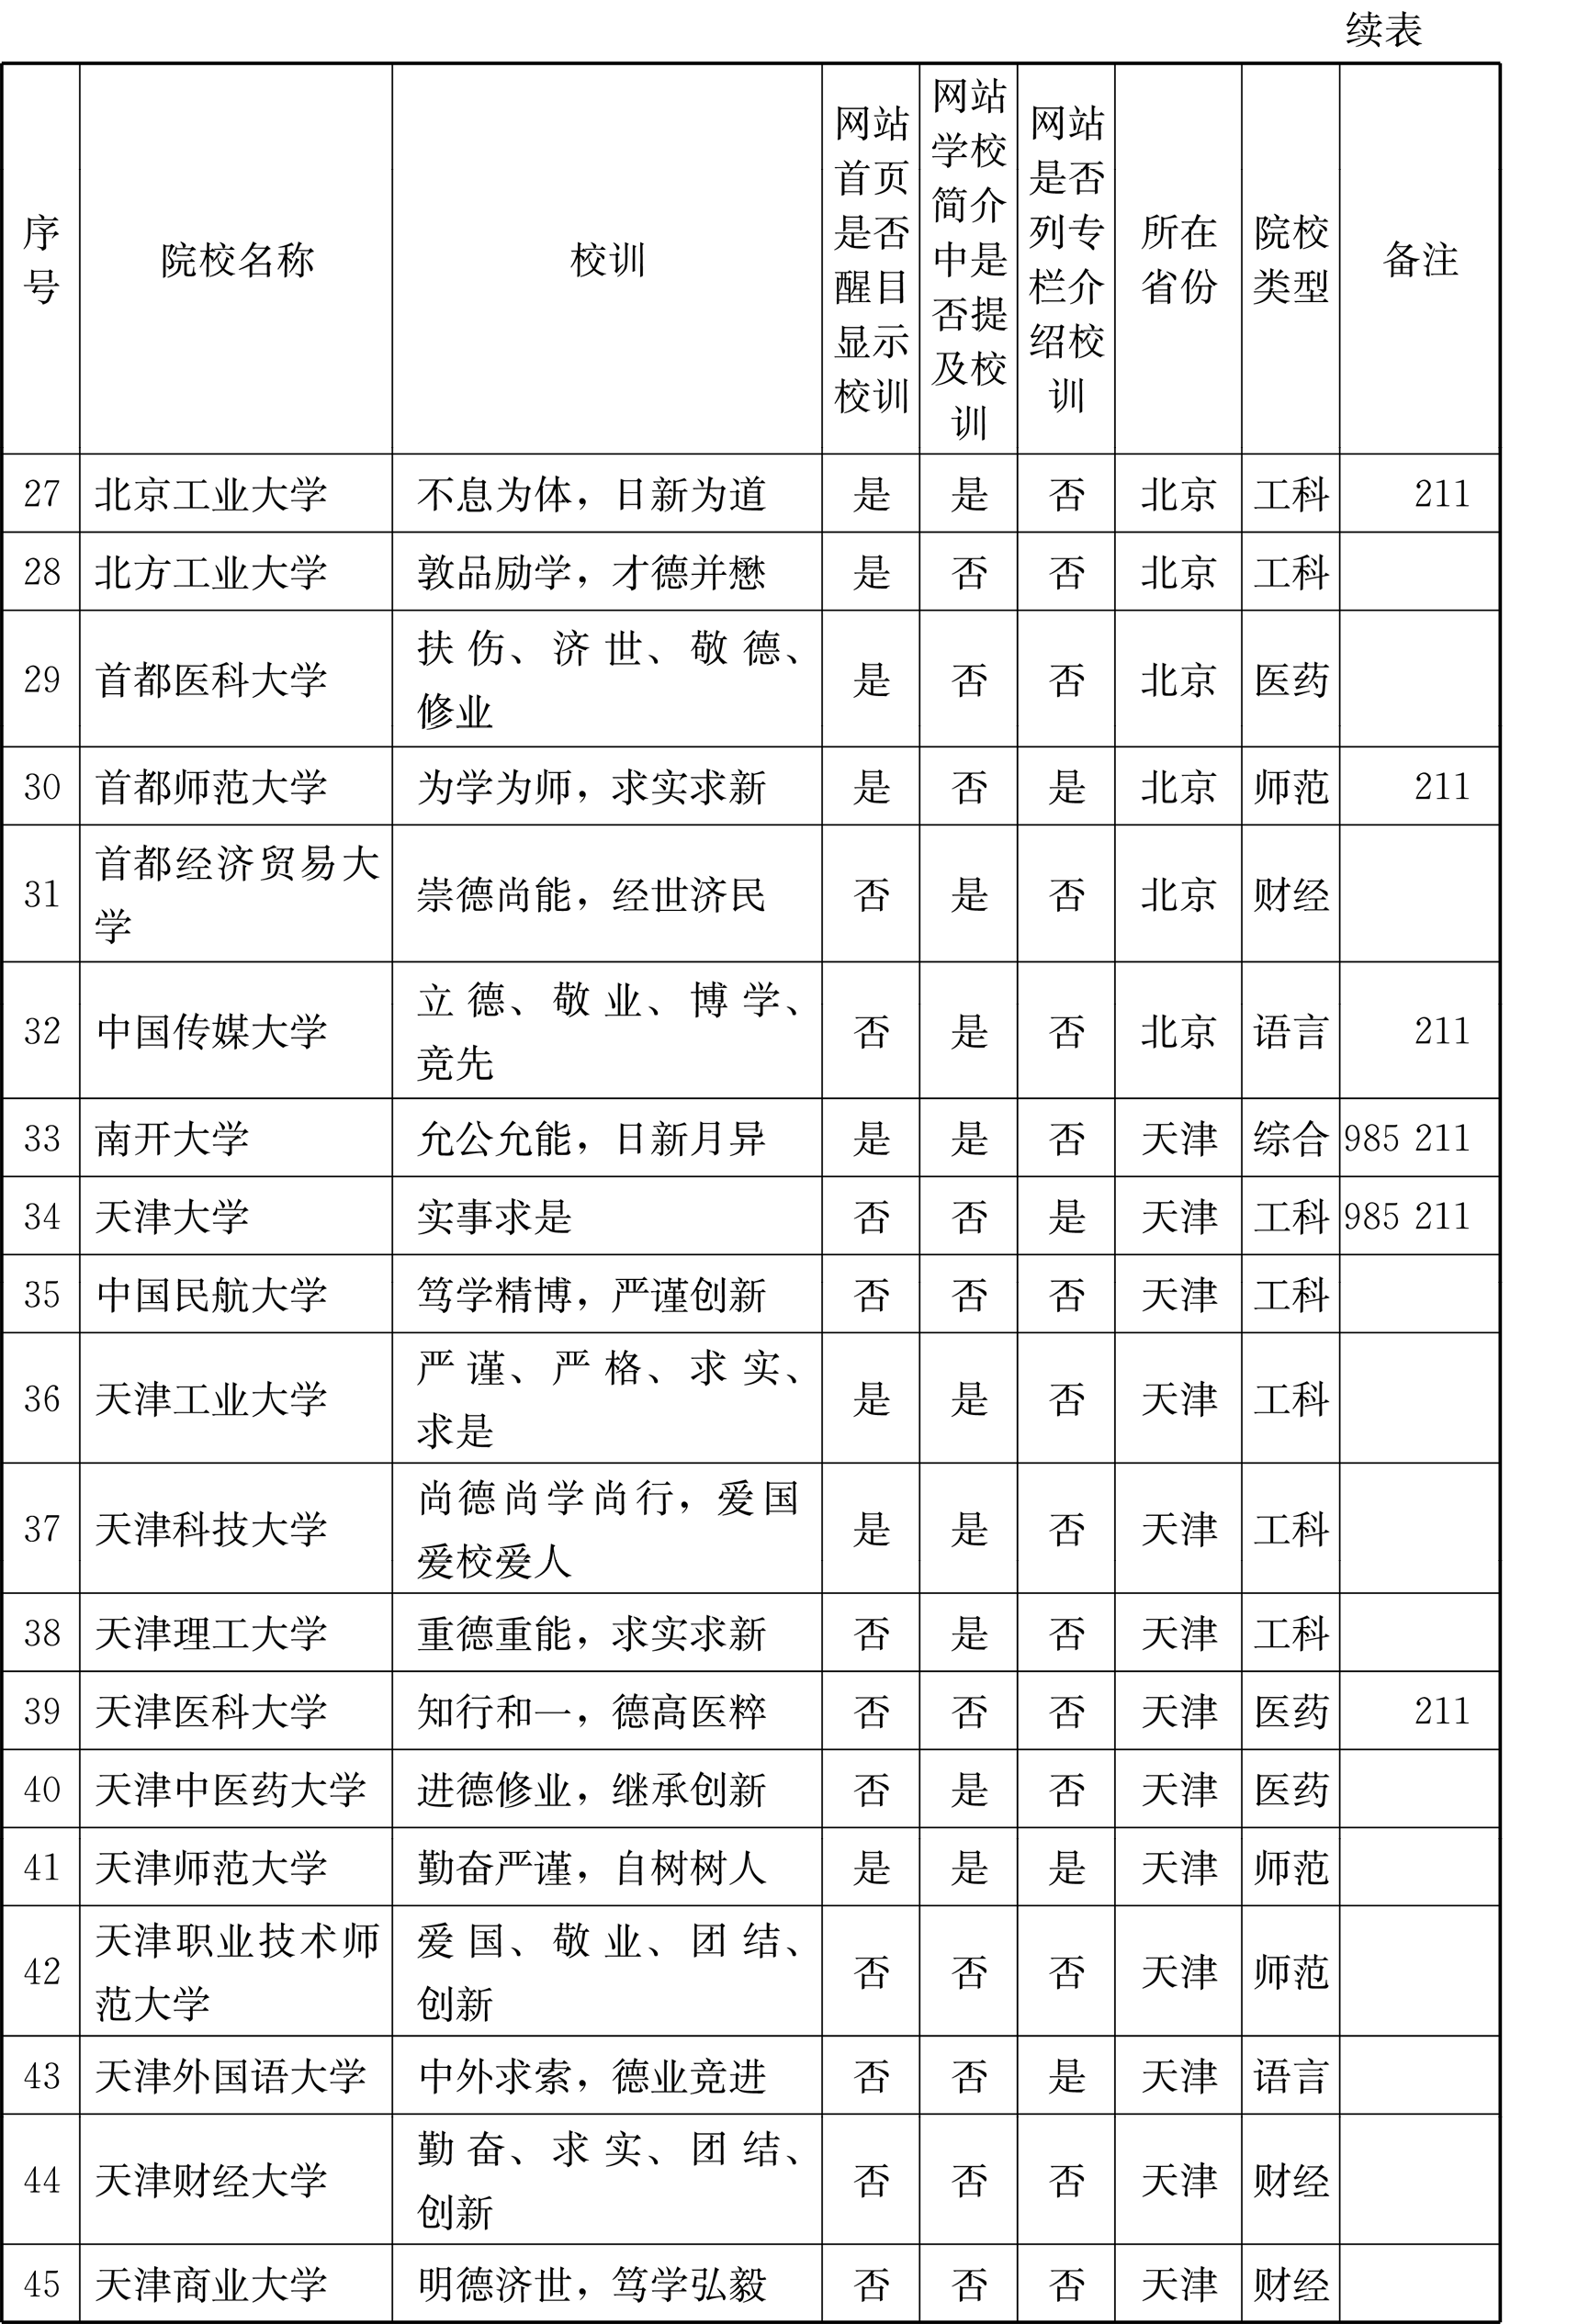 续表
序号 院校名称 校训 网站首页是否醒目显示校训 网站学校简介中是否提及校训 网站是否列专栏介绍校训 所在省份 院校类型 备注
27 北京工业大学 不息为体，日新为道 是 是 否 北京 工科 211
28 北方工业大学 敦品励学，才德并懋 是 否 否 北京 工科
29 首都医科大学 扶伤、济世、敬德、修业 是 否 否 北京 医药
30 首都师范大学 为学为师，求实求新 是 否 是 北京 师范 211
31 首都经济贸易大学 崇德尚能，经世济民 否 是 否 北京 财经
32 中国传媒大学 立德、敬业、博学、竞先 否 是 否 北京 语言 211
33 南开大学 允公允能，日新月异 是 是 否 天津 综合 985 211
34 天津大学 实事求是 否 否 是 天津 工科 985 211
35 中国民航大学 笃学精博，严谨创新 否 否 否 天津 工科
36 天津工业大学 严谨、严格、求实、求是 是 是 否 天津 工科
37 天津科技大学 尚德尚学尚行，爱国爱校爱人 是 是 否 天津 工科
38 天津理工大学 重德重能，求实求新 否 是 否 天津 工科
39 天津医科大学 知行和一，德高医粹 否 否 否 天津 医药 211
40 天津中医药大学 进德修业，继承创新 否 是 否 天津 医药
41 天津师范大学 勤奋严谨，自树树人 是 是 是 天津 师范
42 天津职业技术师范大学 爱国、敬业、团结、创新 否 否 否 天津 师范
43 天津外国语大学 中外求索，德业竞进 否 否 是 天津 语言
44 天津财经大学 勤奋、求实、团结、创新 否 否 否 天津 财经
45 天津商业大学 明德济世，笃学弘毅 否 否 否 天津 财经